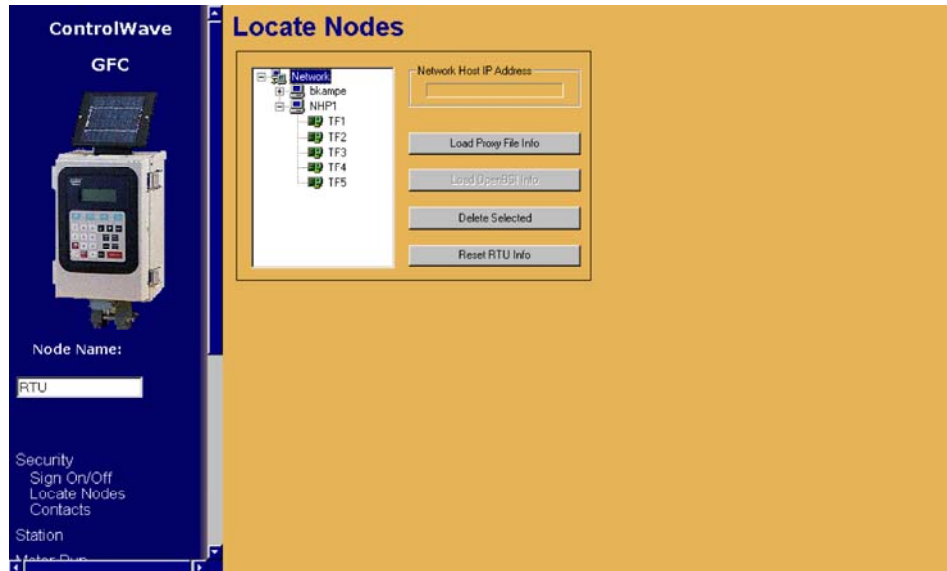 ControlWave
GFC
Node Name:
RTU
Security
Sign On/Off
Locate Nodes
Contacts
Station
Meter Run
Locate Nodes
Network
bkampe
NHP1
TF1
TF2
TF3
TF4
TF5
Network Host IP Address
Load Proxy File Info
Load OpenBSI Info
Delete Selected
Reset RTU Info